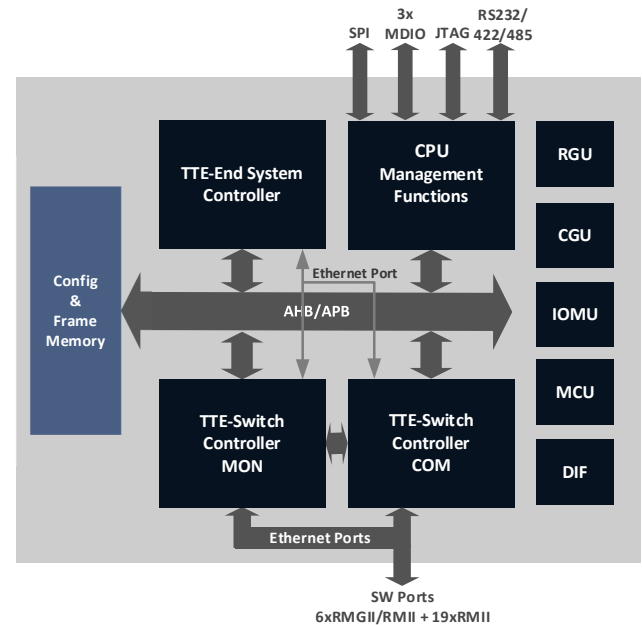 SPI
3x
MDIO
JTAG
RS232/
422/485
TTE-End System
Controller
CPU
Management
Functions
RGU
CGU
IOMU
MCU
DIF
Config
&
Frame
Memory
Ethernet Port
AHB/APB
TTE-Switch
Controller
MON
TTE-Switch
Controller
COM
Ethernet Ports
SW Ports
6xRMGII/RMII + 19xRMII